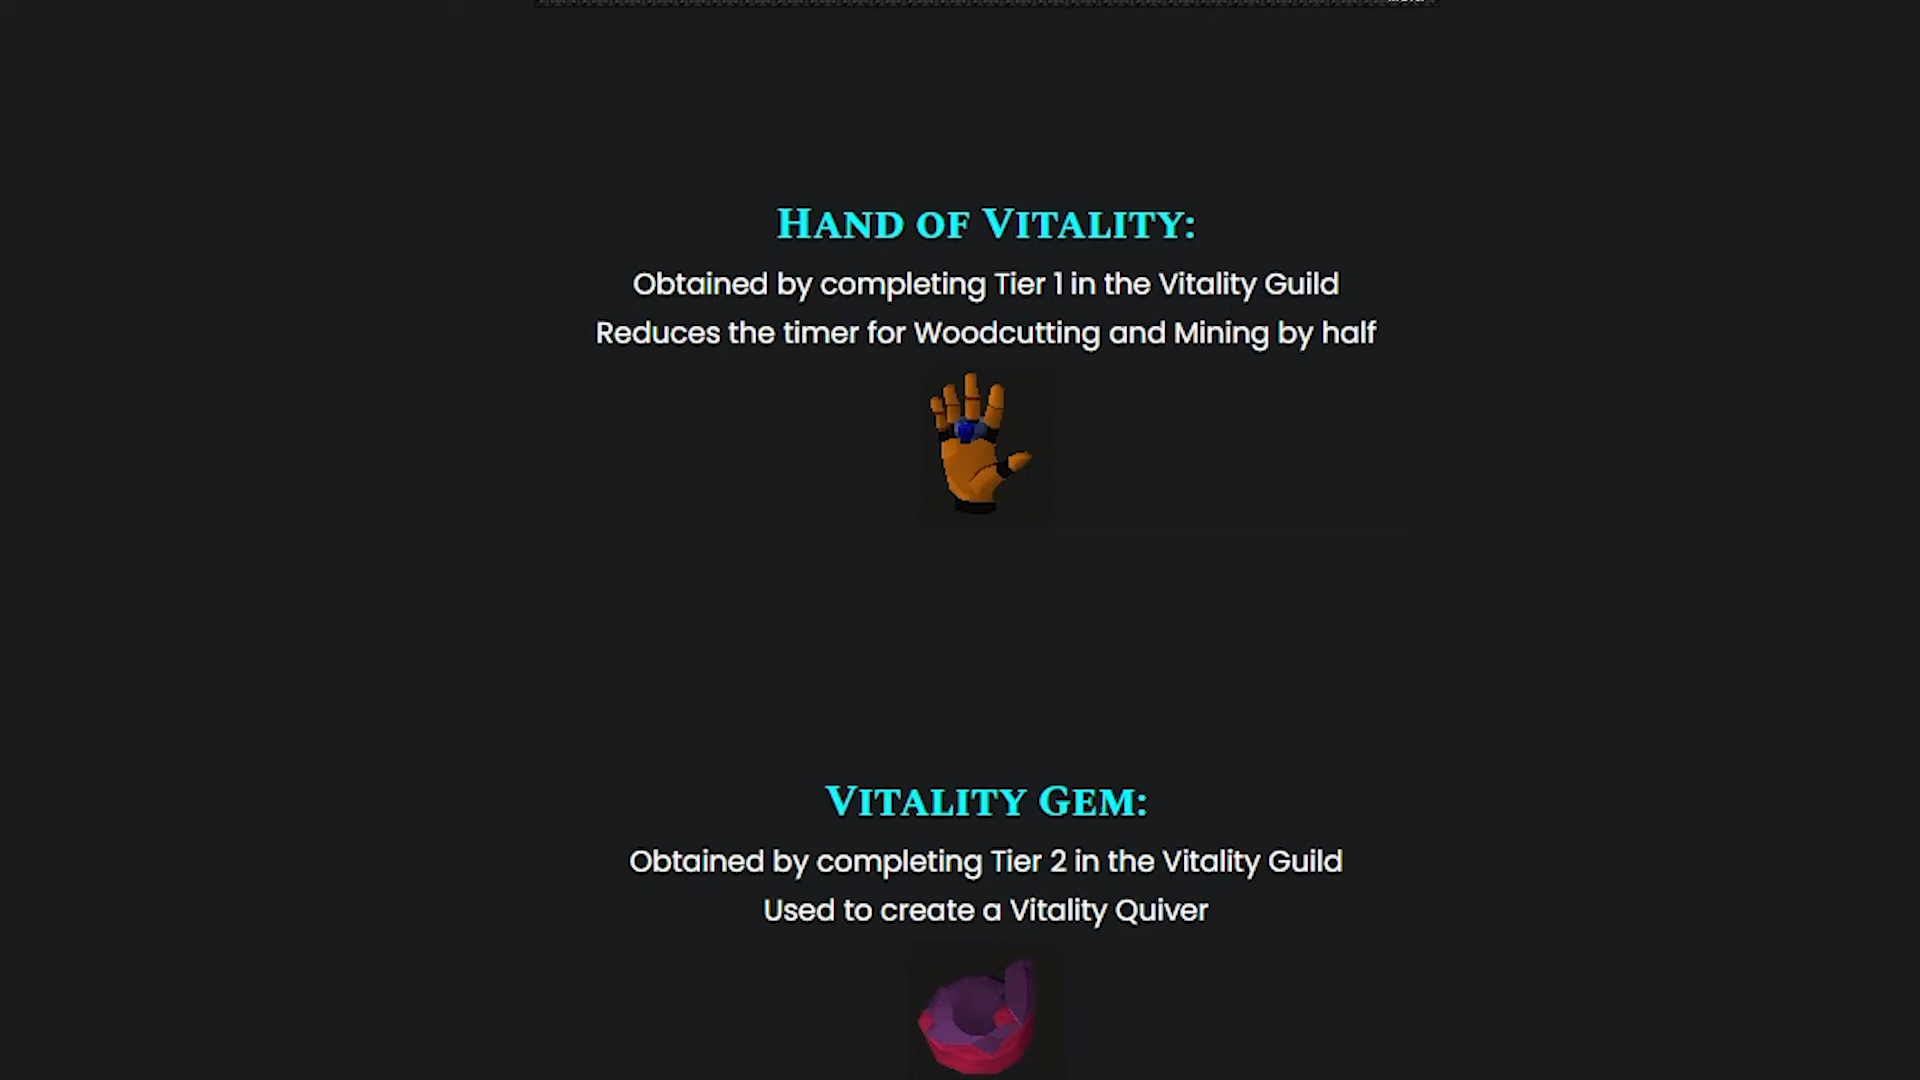 Hand of Vitality:
Obtained by completing Tier 1 in the Vitality Guild
Reduces the timer for Woodcutting and Mining by half
Vitality Gem:
Obtained by completing Tier 2 in the Vitality Guild
Used to create a Vitality Quiver